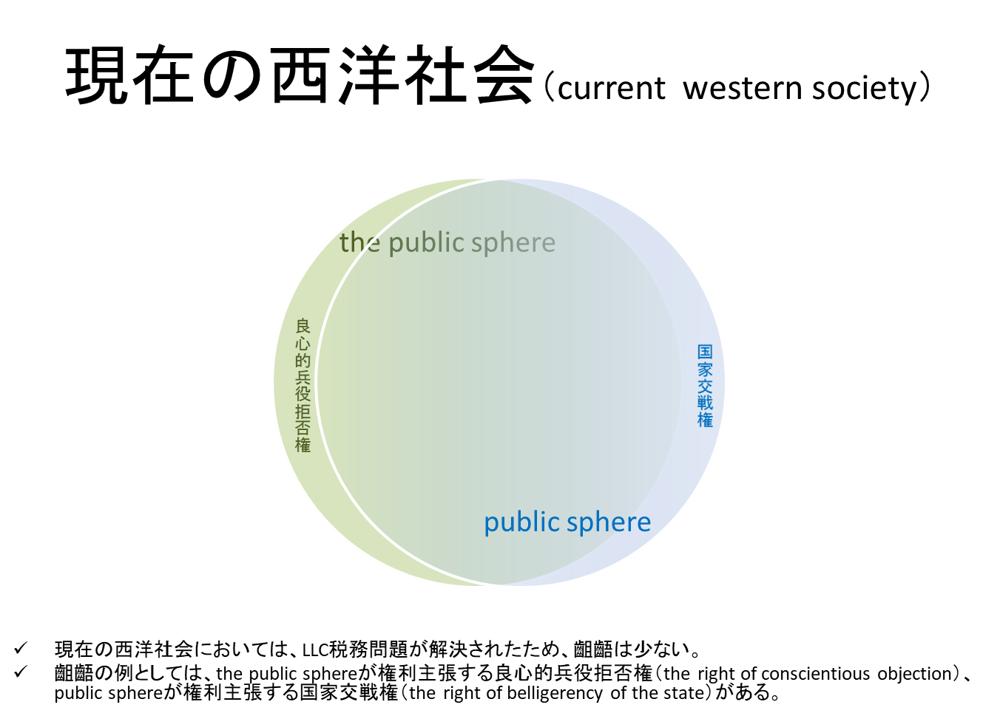 現在の西洋社会（current western society）
the public sphere
良心的兵役拒否権
国家交戦権
public sphere
✓ 現在の西洋社会においては、LLC税務問題が解決されたため、齟齬は少ない。
✓ 齟齬の例としては、the public sphereが権利主張する良心的兵役拒否権（the right of conscientious objection）、
public sphereが権利主張する国家交戦権（the right of belligerency of the state）がある。